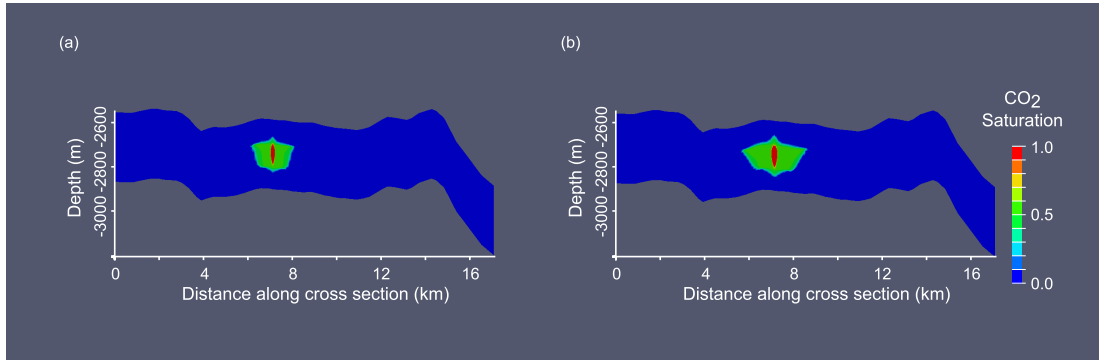 (a)
(b)
Depth (m)
-2600
-2800
-3000
0
4
8
12
16
Distance along cross section (km)
Depth (m)
-2600
-2800
-3000
0
4
8
12
16
Distance along cross section (km)
CO2
Saturation
1.0
0.5
0.0